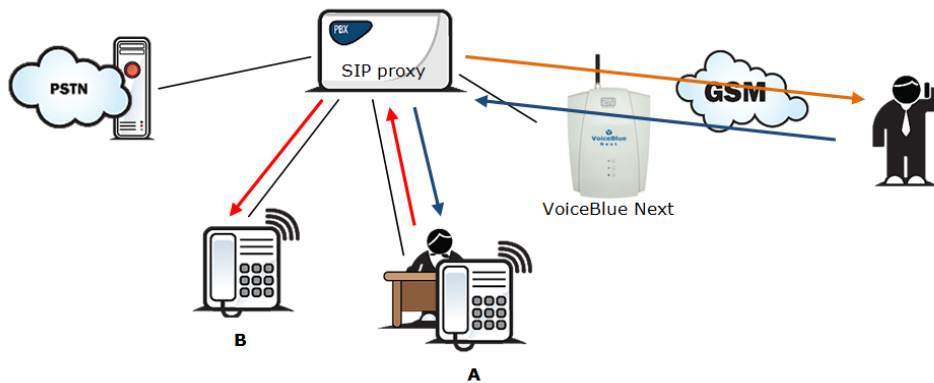 PBX
SIP proxy
PSTN
GSM
VoiceBlue
Next
VoiceBlue Next
B
A